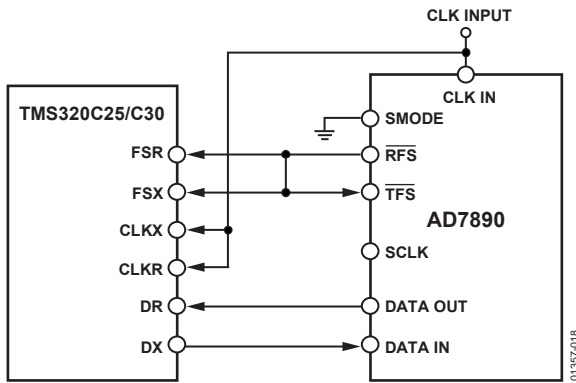 CLK INPUT
TMS320C25/C30
CLK IN
SMODE
FSR
RFS
FSX
TFS
AD7890
CLKX
SCLK
CLKR
DR
DATA OUT
DX
DATA IN
01357-018